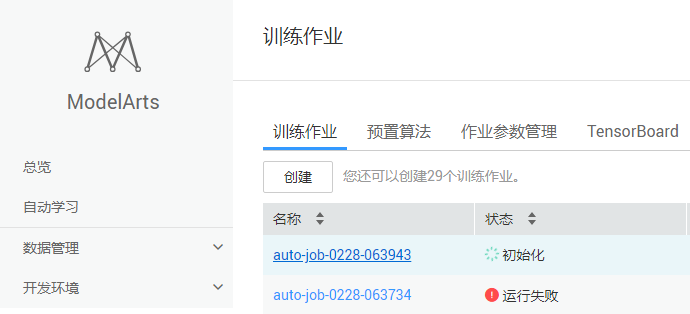 训练作业
ModelArts
训练作业 预置算法 作业参数管理 TensorBoard
总览
创建 您还可以创建29个训练作业。
自动学习
名称 状态
数据管理
auto-job-0228-063943 初始化
开发环境
auto-job-0228-063734 运行失败